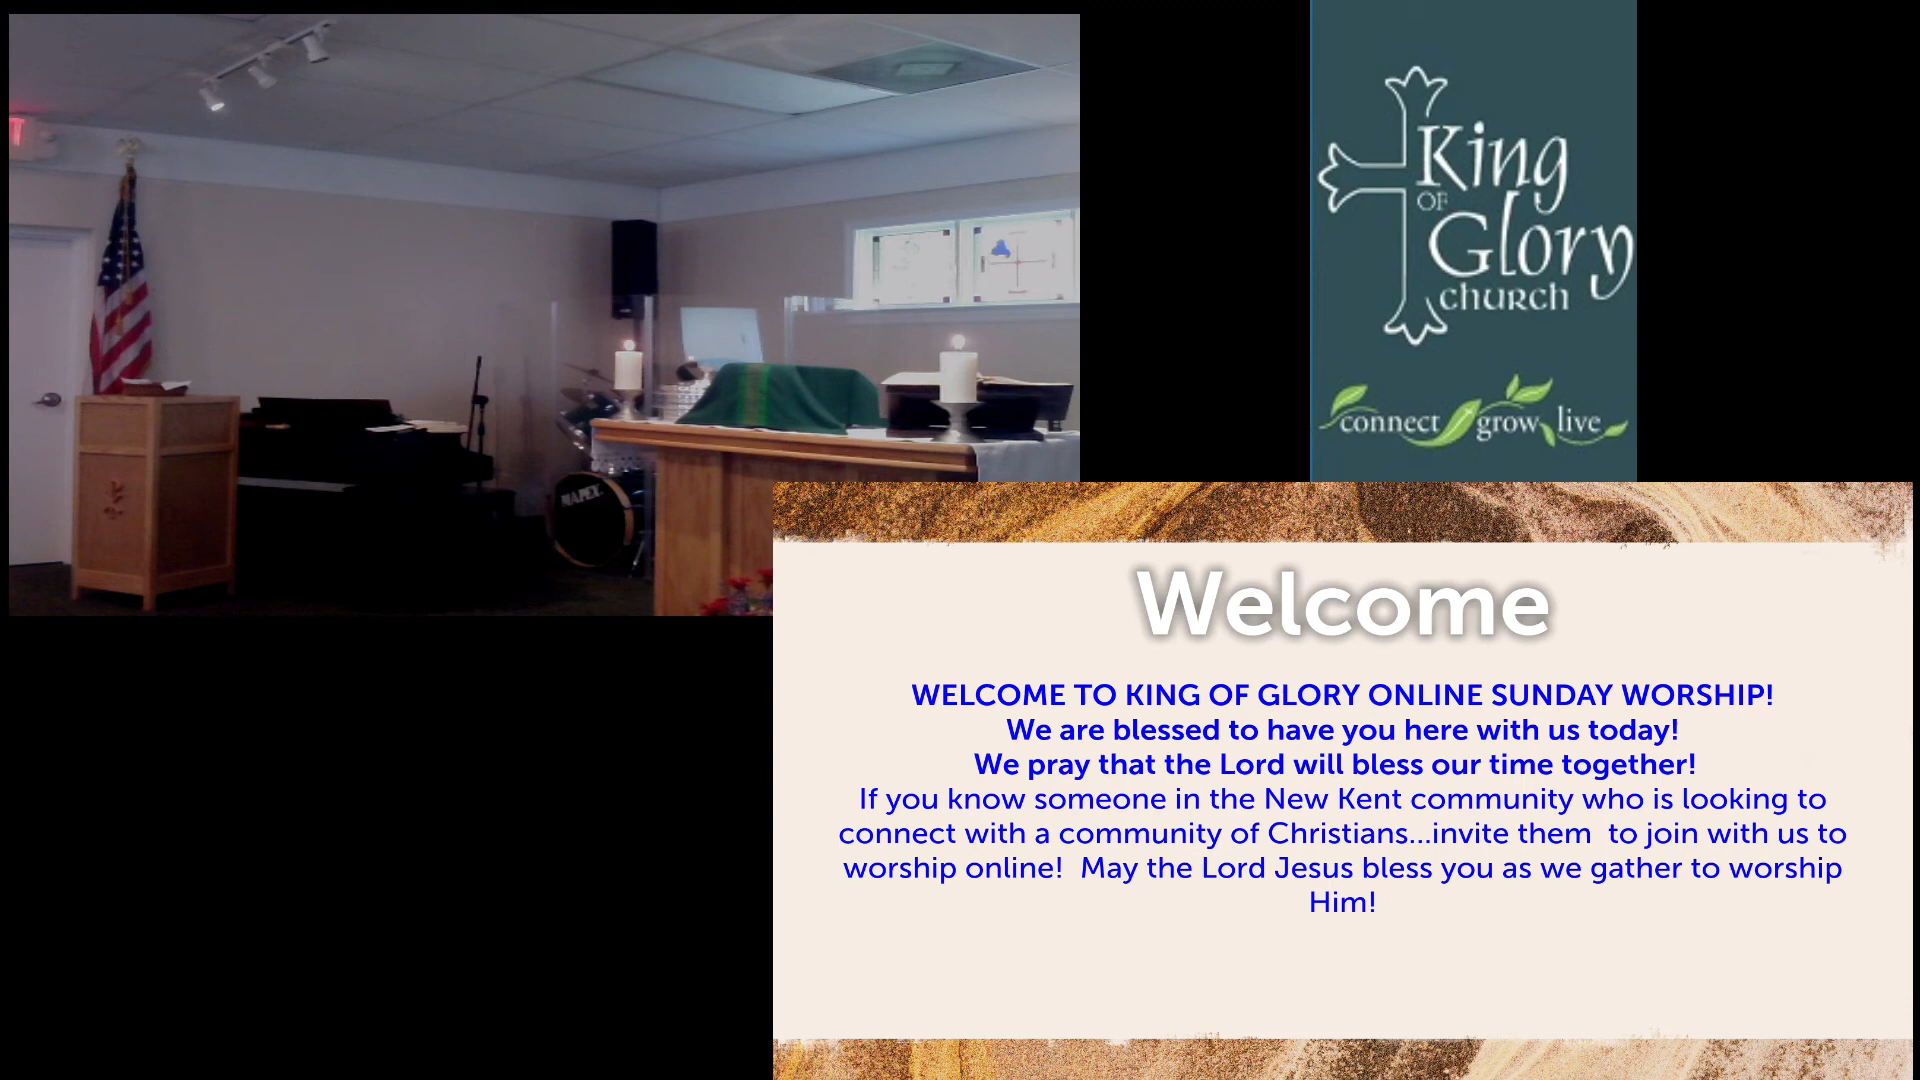 King
OF
Glory
church
connect grow live
MAPEX
Welcome
WELCOME TO KING OF GLORY ONLINE SUNDAY WORSHIP!
We are blessed to have you here with us today!
We pray that the Lord will bless our time together!
If you know someone in the New Kent community who is looking to
connect with a community of Christians...invite them  to join with us to
worship online!  May the Lord Jesus bless you as we gather to worship
Him!